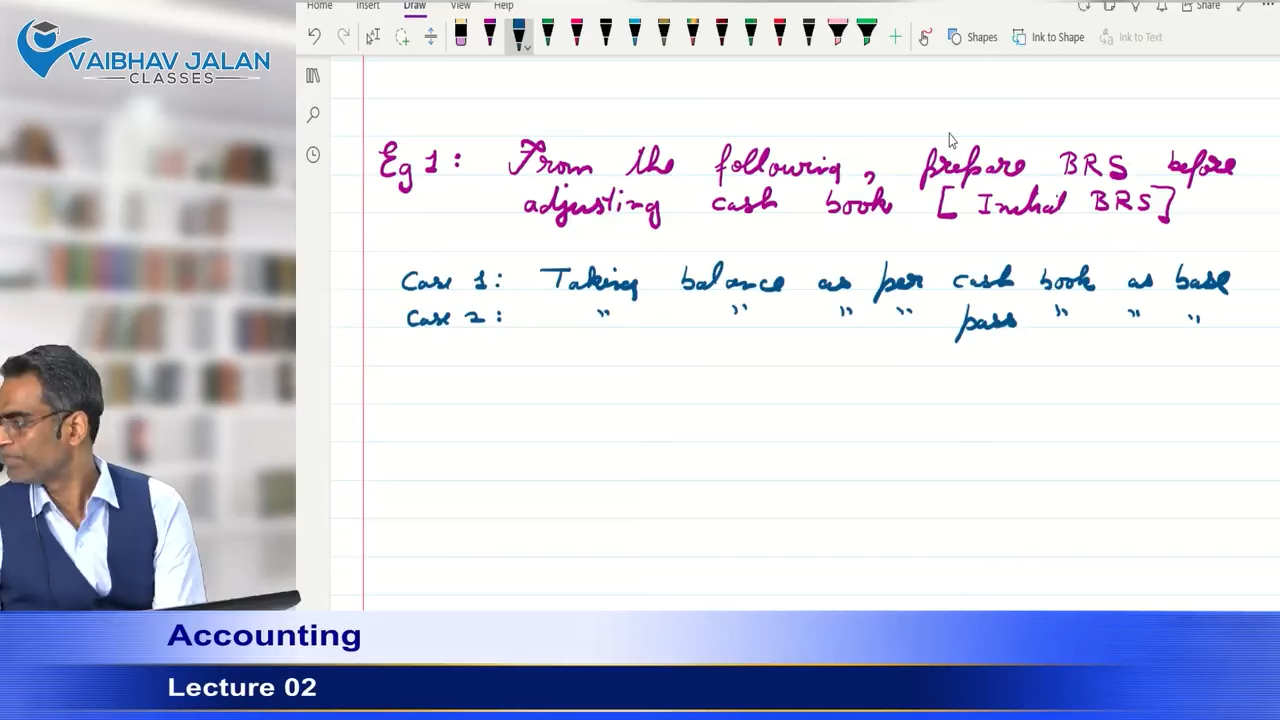 VAIBHAV JALAN
CLASSES
Home Insert Draw View Help
Share
Shapes Ink to Shape Ink to Text
Eg 1: From the following, prepare BRS before
adjusting cash book [Initial BRS]
Case 1: Taking balance as per cash book as base
Case 2: " " " " pass " " "
Accounting
Lecture 02